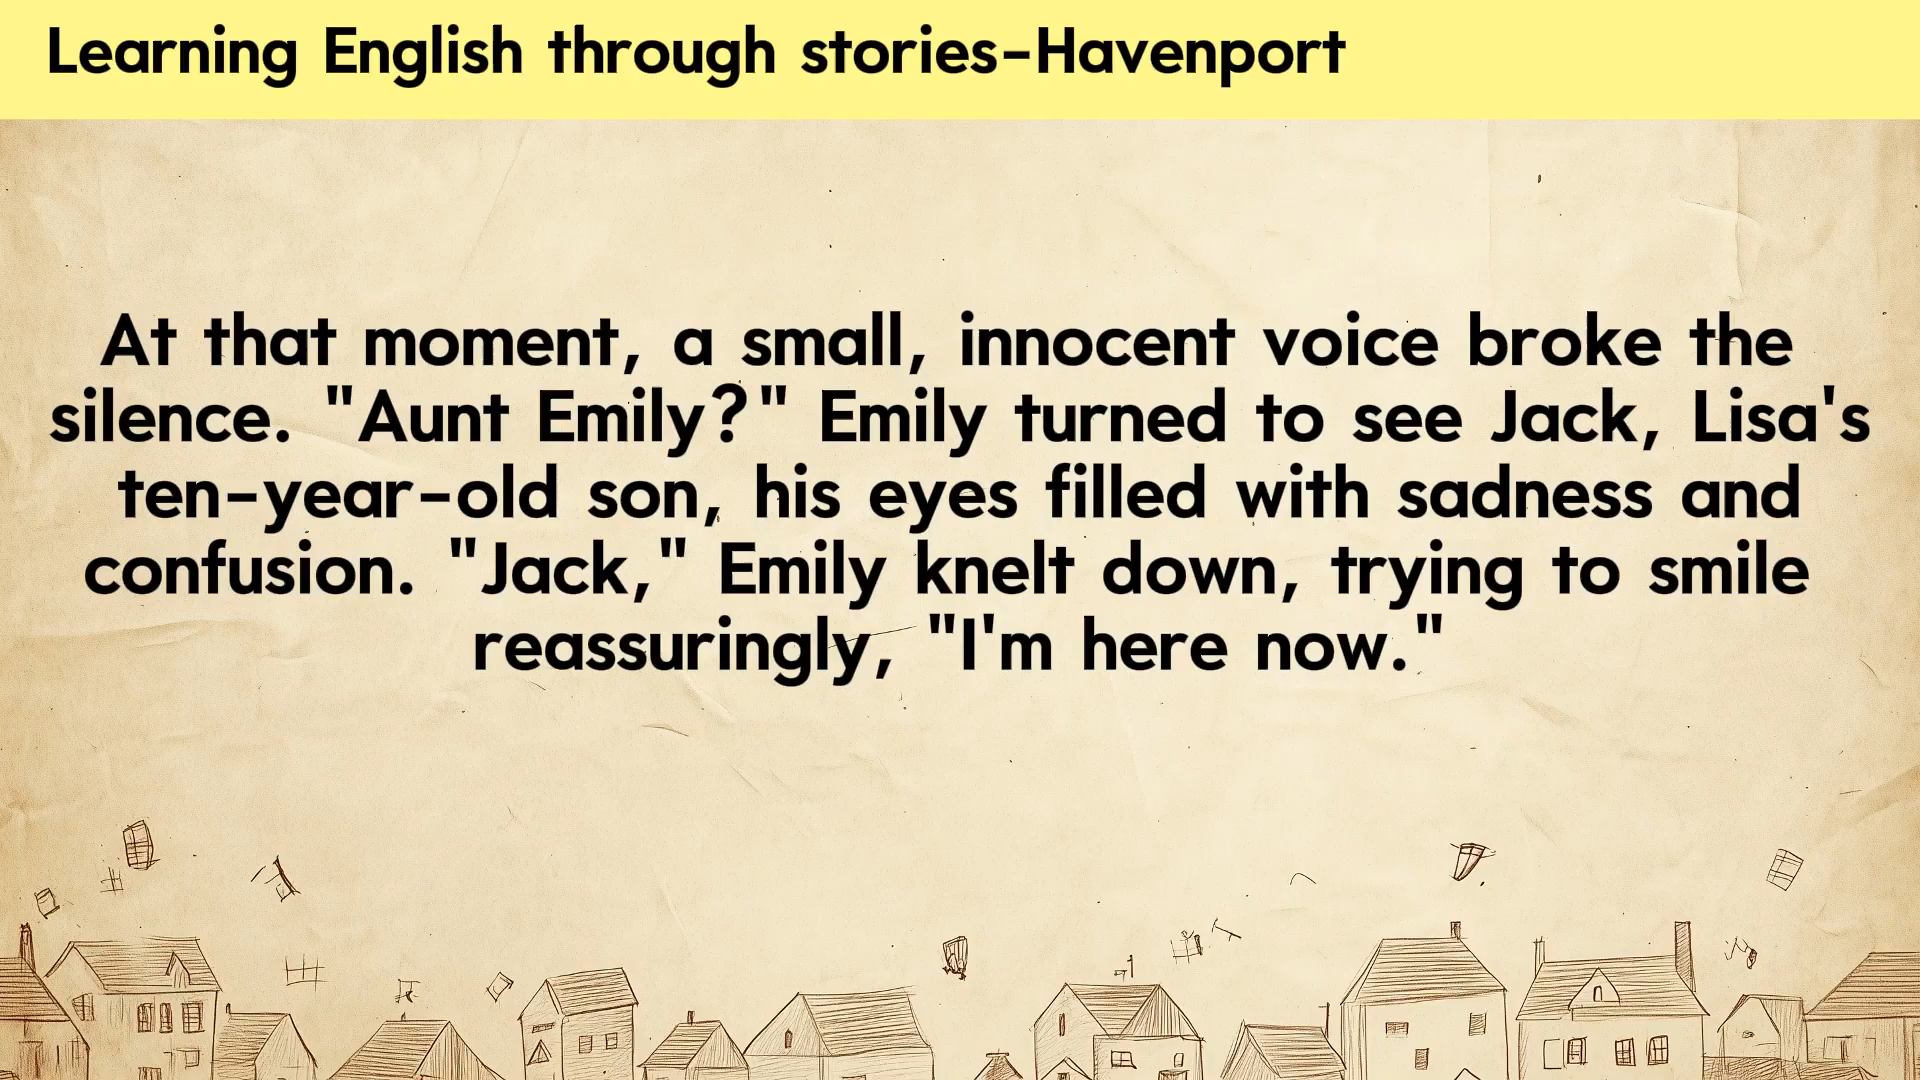 Learning English through stories-Havenport
At that moment, a small, innocent voice broke the
silence. "Aunt Emily?" Emily turned to see Jack, Lisa's
ten-year-old son, his eyes filled with sadness and
confusion. "Jack," Emily knelt down, trying to smile
reassuringly, "I'm here now."